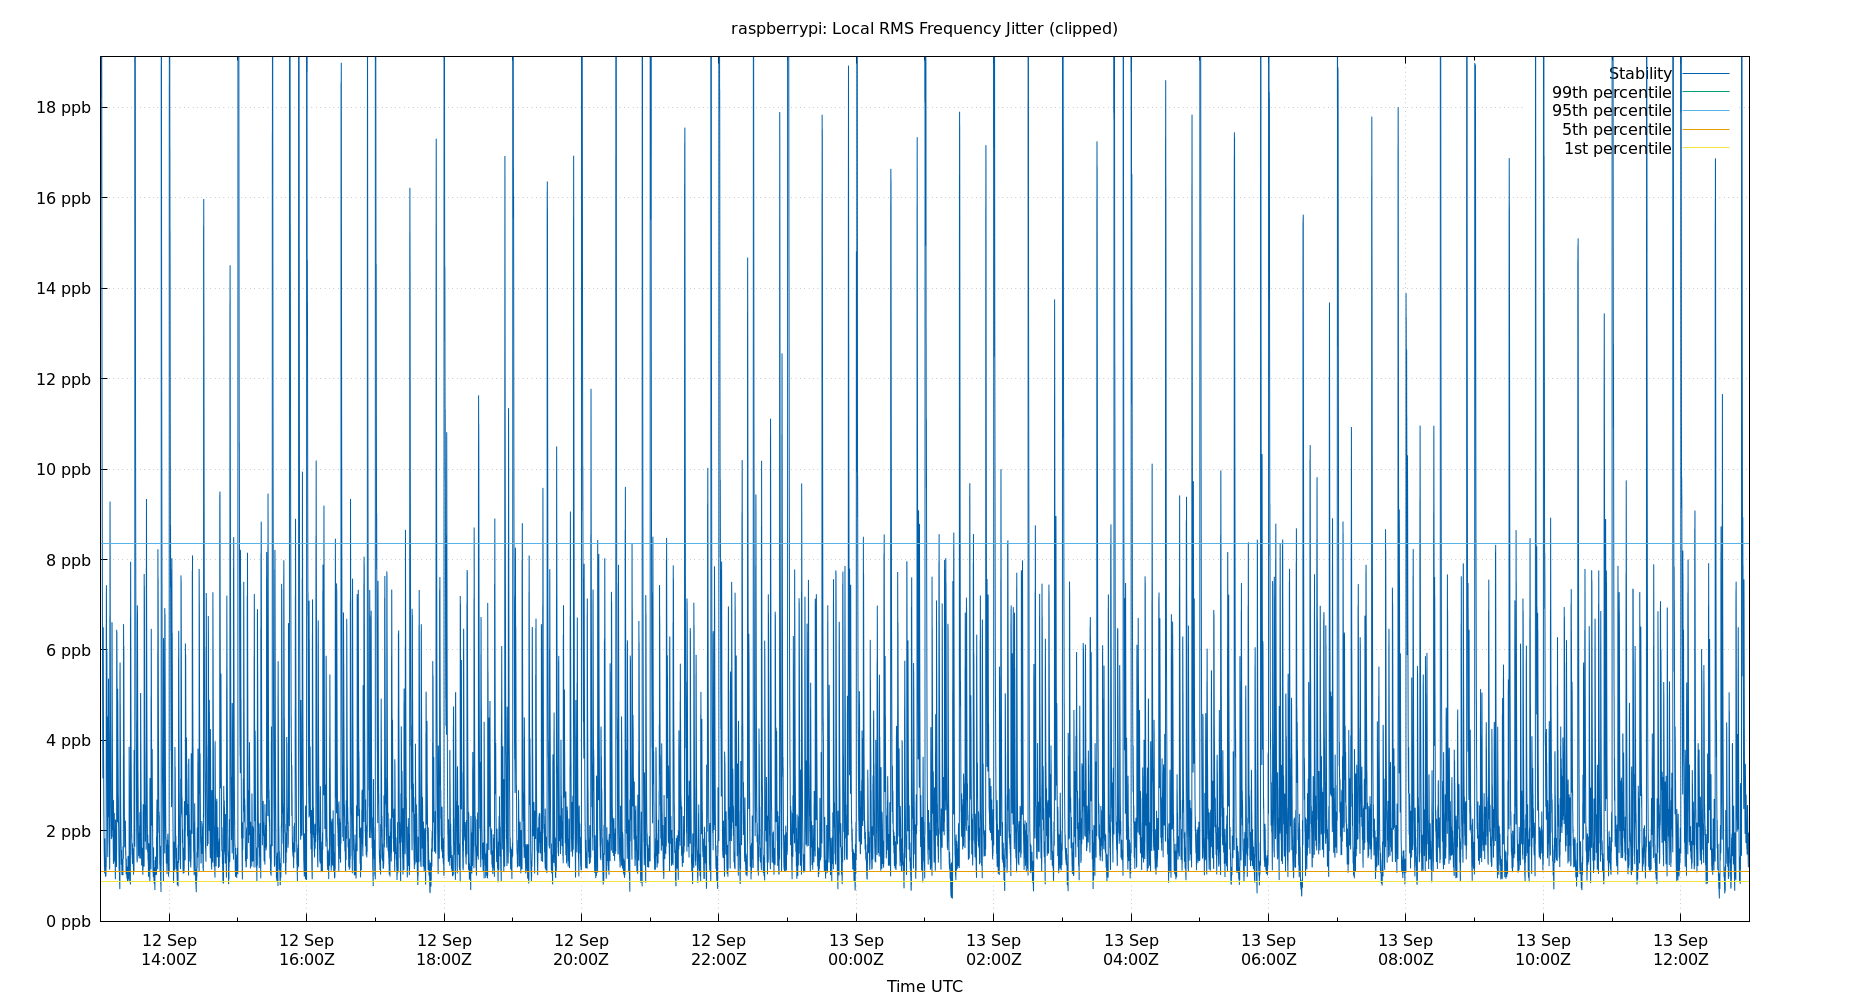 raspberrypi: Local RMS Frequency Jitter (clipped)
Stability
99th percentile
95th percentile
5th percentile
1st percentile
18 ppb
16 ppb
14 ppb
12 ppb
10 ppb
8 ppb
6 ppb
4 ppb
2 ppb
0 ppb
12 Sep 12 Sep 12 Sep 12 Sep 12 Sep 13 Sep 13 Sep 13 Sep 13 Sep 13 Sep 13 Sep 13 Sep
14:00Z 16:00Z 18:00Z 20:00Z 22:00Z 00:00Z 02:00Z 04:00Z 06:00Z 08:00Z 10:00Z 12:00Z
Time UTC